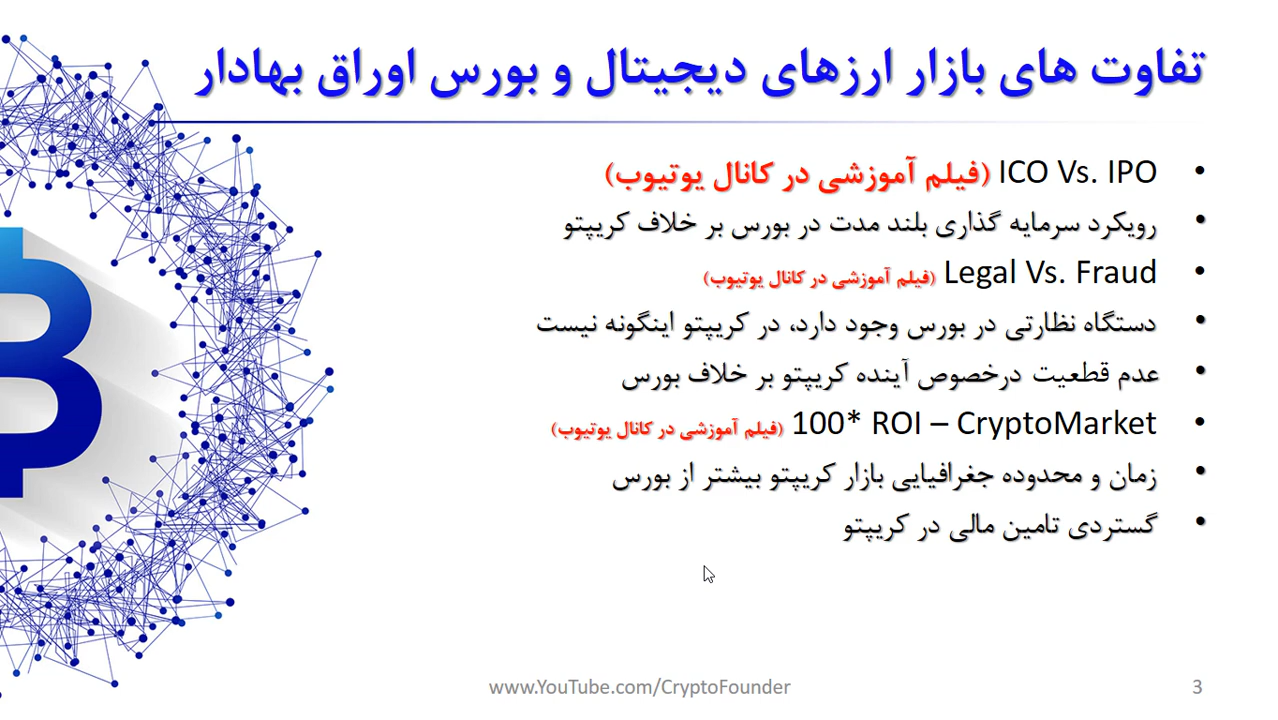 تفاوت های بازار ارزهای دیجیتال و بورس اوراق بهادار
• ICO Vs. IPO (فیلم آموزشی در کانال یوتیوب)
• رویکرد سرمایه گذاری بلند مدت در بورس بر خلاف کریپتو
• Legal Vs. Fraud (فیلم آموزشی در کانال یوتیوب)
• دستگاه نظارتی در بورس وجود دارد، در کریپتو اینگونه نیست
• عدم قطعیت درخصوص آینده کریپتو بر خلاف بورس
• 100* ROI – CryptoMarket (فیلم آموزشی در کانال یوتیوب)
• زمان و محدوده جغرافیایی بازار کریپتو بیشتر از بورس
• گستردی تامین مالی در کریپتو
www.YouTube.com/CryptoFounder
3